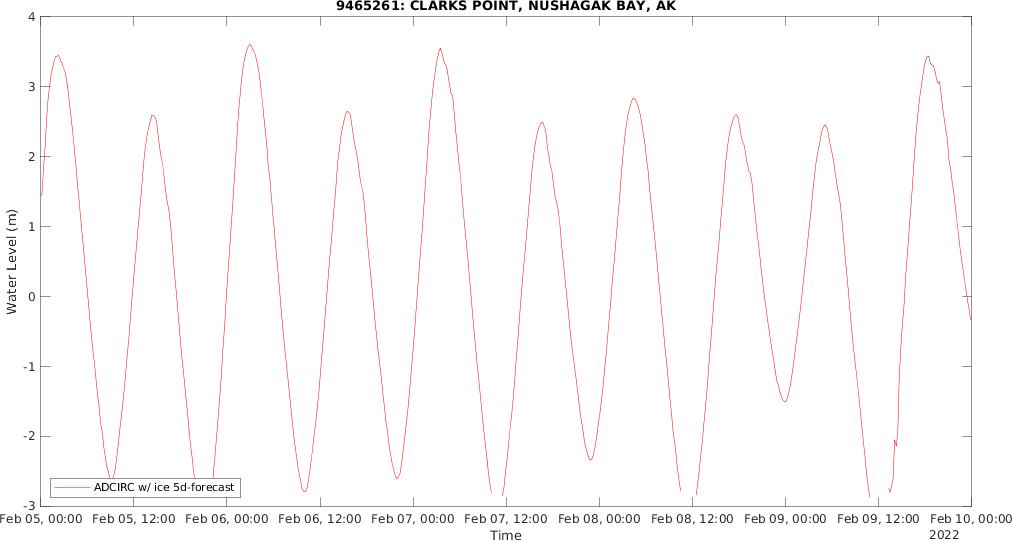 9465261: CLARKS POINT, NUSHAGAK BAY, AK
Water Level (m)
4
3
2
1
0
-1
-2
-3
ADCIRC w/ ice 5d-forecast
Feb 05, 00:00 Feb 05, 12:00 Feb 06, 00:00 Feb 06, 12:00 Feb 07, 00:00 Feb 07, 12:00 Feb 08, 00:00 Feb 08, 12:00 Feb 09, 00:00 Feb 09, 12:00 Feb 10, 00:00
Time
2022